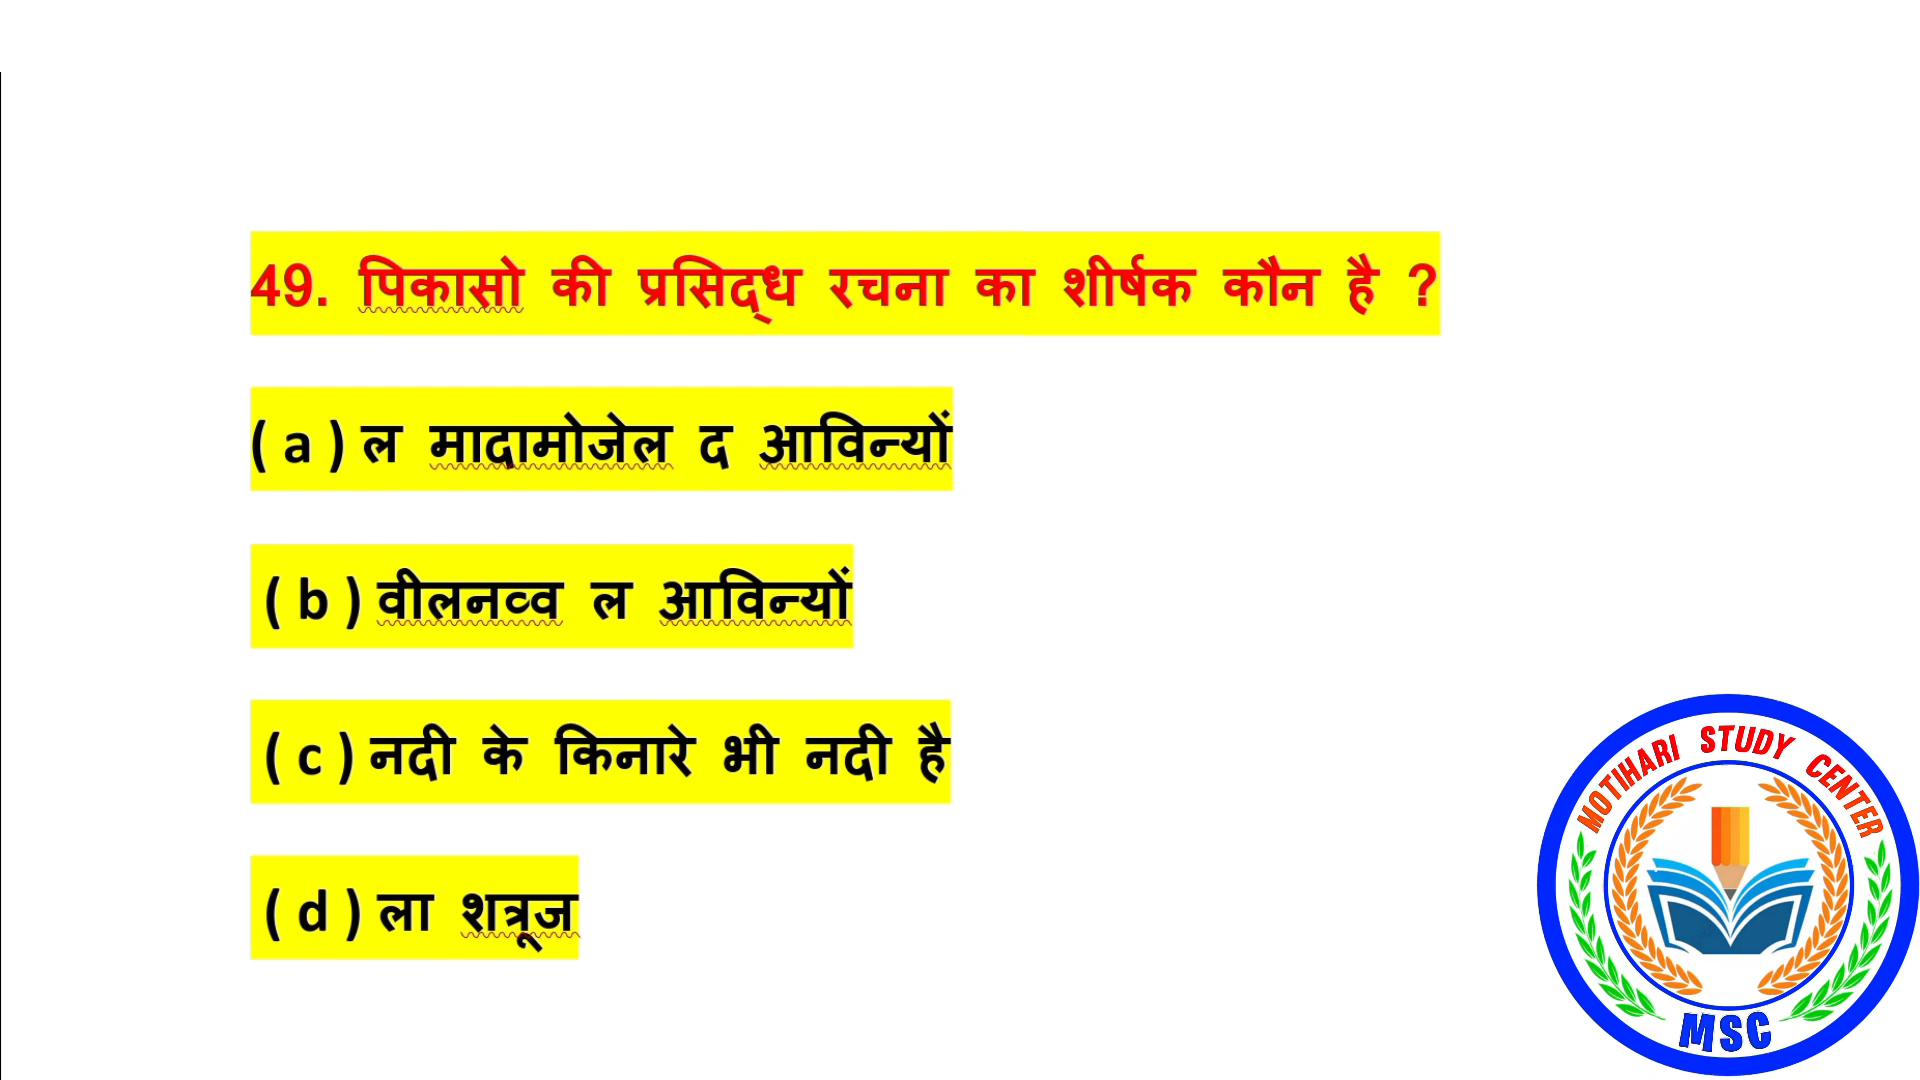 49. पिकासो की प्रसिद्ध रचना का शीर्षक कौन है ?
( a ) ल मादामोजेल द आविन्यों
( b ) वीलनव्व ल आविन्यों
( c ) नदी के किनारे भी नदी है
( d ) ला शत्रूज
MOTIHARI STUDY CENTER
MSC